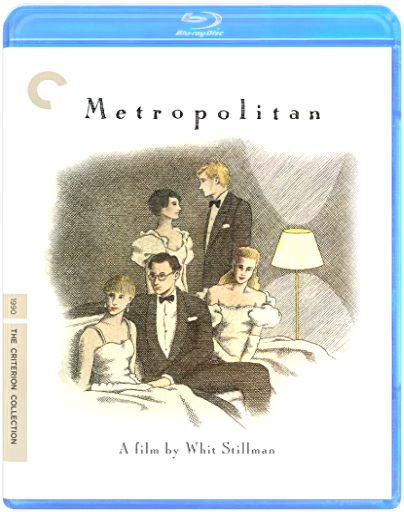 Blu-ray Disc
Metropolitan
1990 THE CRITERION COLLECTION
A film by Whit Stillman